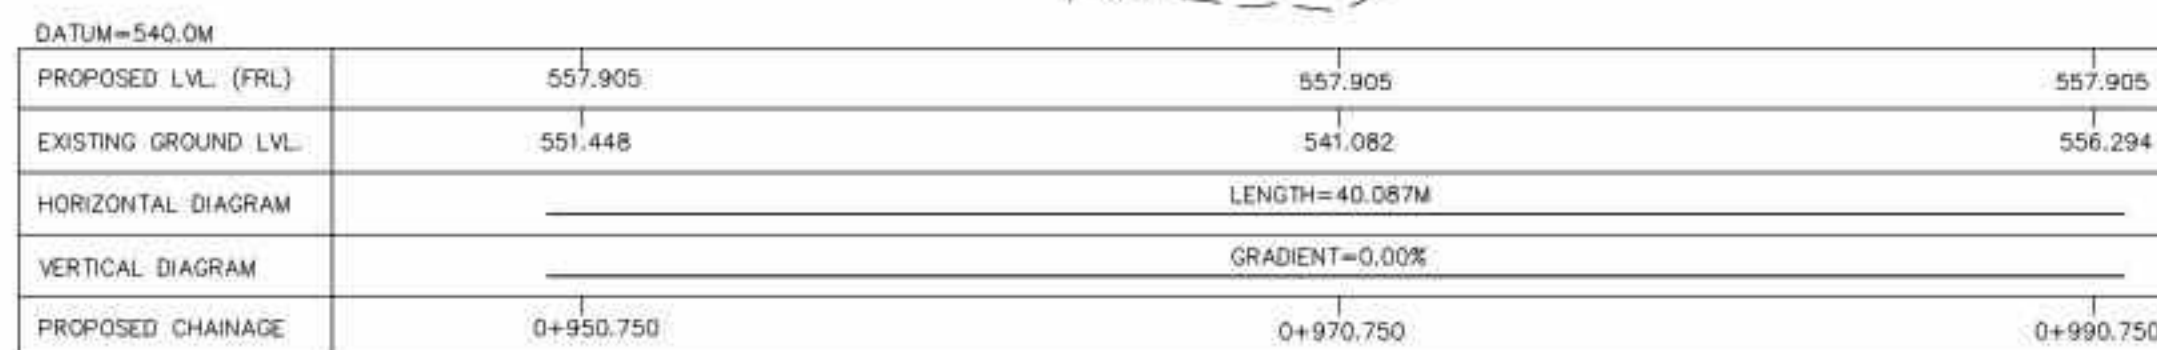 DATUM=540.0M
PROPOSED LVL. (FRL) 557.905 557.905 557.905
EXISTING GROUND LVL. 551.448 541.082 556.294
HORIZONTAL DIAGRAM LENGTH=40.087M
VERTICAL DIAGRAM GRADIENT=0.00%
PROPOSED CHAINAGE 0+950.750 0+970.750 0+990.750